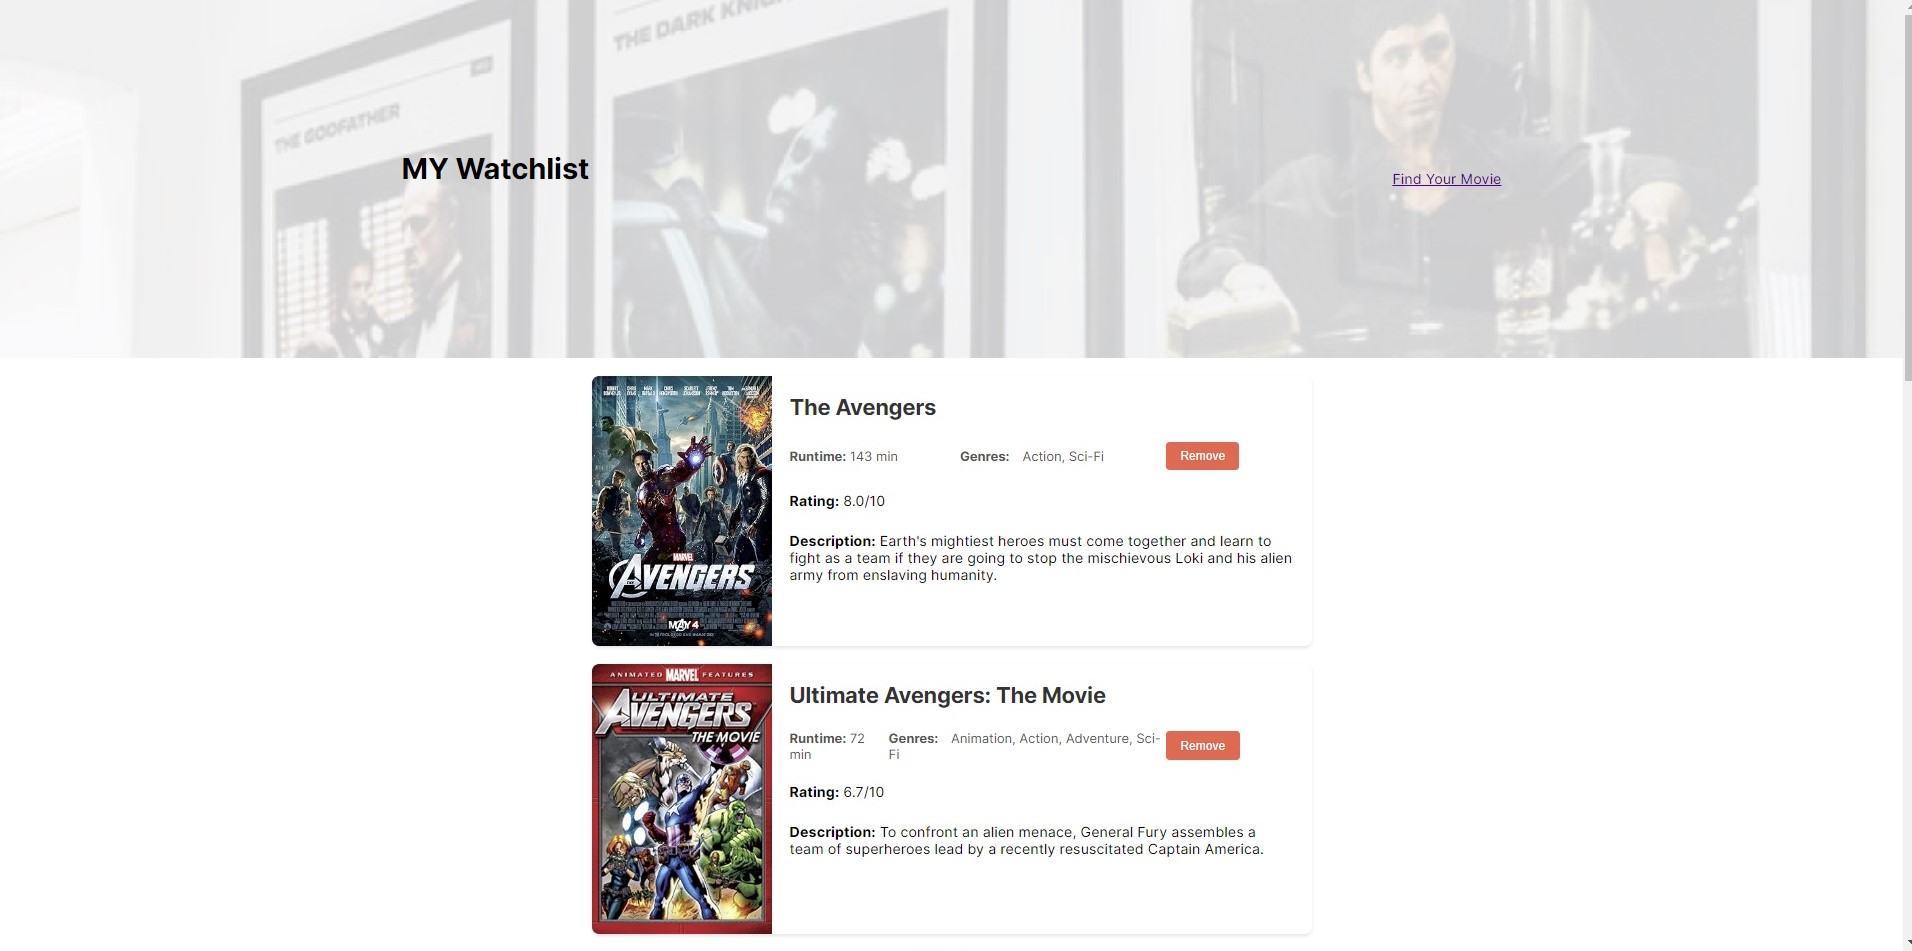 THE GODFATHER
THE DARK KNIGHT
MY Watchlist
Find Your Movie
MARVEL
AVENGERS
MAY 4
The Avengers
Runtime: 143 min
Genres: Action, Sci-Fi
Remove
Rating: 8.0/10
Description: Earth's mightiest heroes must come together and learn to
fight as a team if they are going to stop the mischievous Loki and his alien
army from enslaving humanity.
ANIMATED MARVEL FEATURES
ULTIMATE
AVENGERS
THE MOVIE
Ultimate Avengers: The Movie
Runtime: 72
min
Genres: Animation, Action, Adventure, Sci-
Fi
Remove
Rating: 6.7/10
Description: To confront an alien menace, General Fury assembles a
team of superheroes lead by a recently resuscitated Captain America.